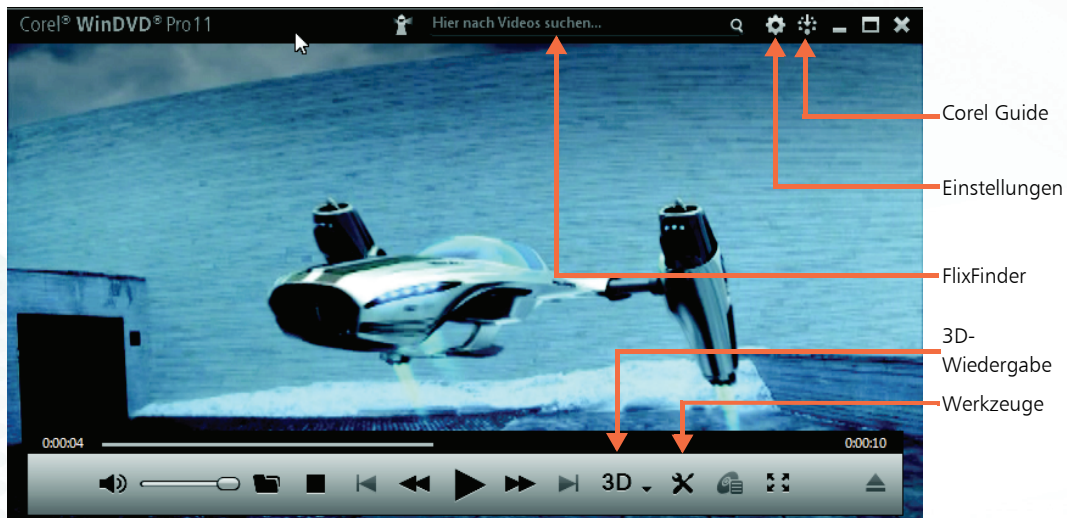 Corel® WinDVD® Pro11
Hier nach Videos suchen...
Corel Guide
Einstellungen
FlixFinder
3D-
Wiedergabe
Werkzeuge
0:00:04
0:00:10
3D